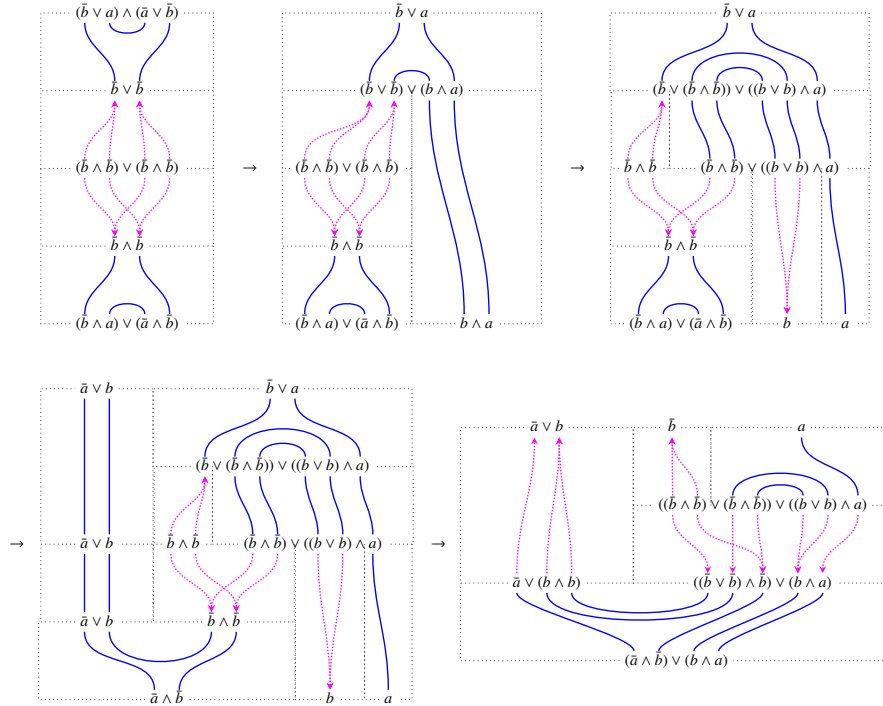 (b̄ ∨ a) ∧ (ā ∨ b̄)
b̄ ∨ b̄
(b̄ ∧ b̄) ∨ (b̄ ∧ b̄)
b̄ ∧ b̄
(b̄ ∧ a) ∨ (ā ∧ b̄)
→
b̄ ∨ a
(b̄ ∨ b̄) ∨ (b ∧ a)
(b̄ ∧ b̄) ∨ (b̄ ∧ b̄)
b̄ ∧ b̄
(b̄ ∧ a) ∨ (ā ∧ b̄) b ∧ a
→
b̄ ∨ a
(b̄ ∨ (b̄ ∧ b̄)) ∨ ((b ∨ b) ∧ a)
b̄ ∧ b̄ (b̄ ∧ b̄) ∨ ((b ∨ b) ∧ a)
b̄ ∧ b̄
(b̄ ∧ a) ∨ (ā ∧ b̄) b a
→
ā ∨ b b̄ ∨ a
(b̄ ∨ (b̄ ∧ b̄)) ∨ ((b ∨ b) ∧ a)
ā ∨ b b̄ ∧ b̄ (b̄ ∧ b̄) ∨ ((b ∨ b) ∧ a)
ā ∨ b b̄ ∧ b̄
ā ∧ b̄ b a
→
ā ∨ b b̄ a
((b̄ ∧ b̄) ∨ (b̄ ∧ b̄)) ∨ ((b ∨ b) ∧ a)
ā ∨ (b ∧ b) ((b̄ ∨ b̄) ∧ b̄) ∨ (b ∧ a)
(ā ∧ b̄) ∨ (b ∧ a)